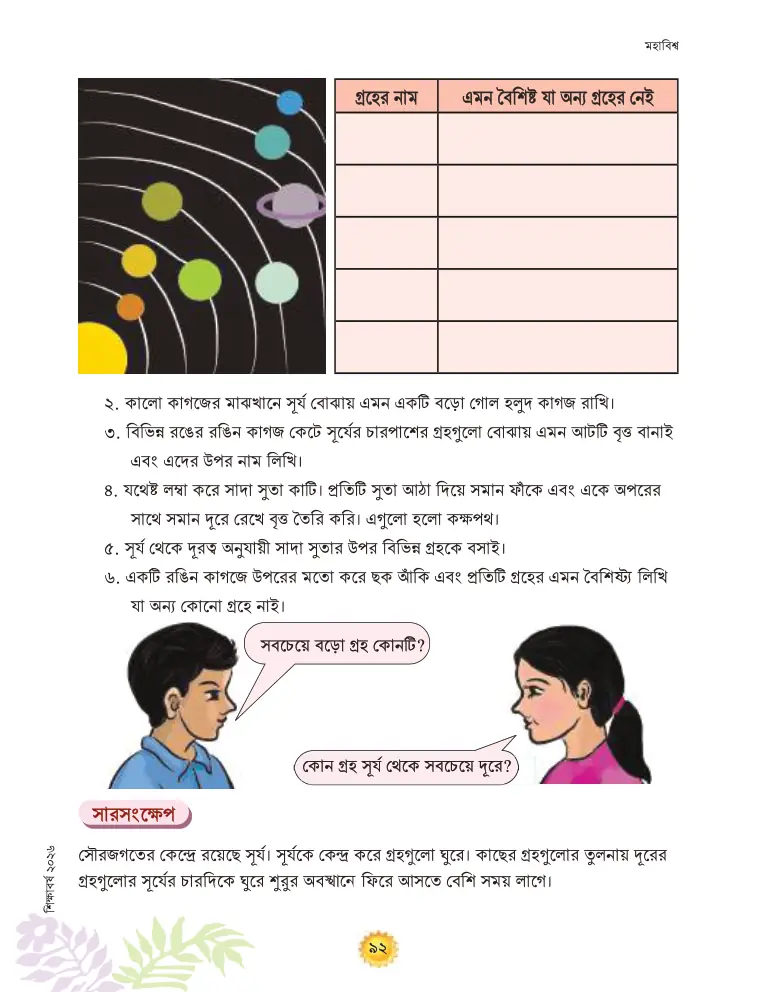 মহাবিশ্ব
গ্রহের নাম
এমন বৈশিষ্ট যা অন্য গ্রহের নেই
২. কালো কাগজের মাঝখানে সূর্য বোঝায় এমন একটি বড়ো গোল হলুদ কাগজ রাখি।
৩. বিভিন্ন রঙের রঙিন কাগজ কেটে সূর্যের চারপাশের গ্রহগুলো বোঝায় এমন আটটি বৃত্ত বানাই
এবং এদের উপর নাম লিখি।
৪. যথেষ্ট লম্বা করে সাদা সুতা কাটি। প্রতিটি সুতা আঠা দিয়ে সমান ফাঁকে এবং একে অপরের
সাথে সমান দূরে রেখে বৃত্ত তৈরি করি। এগুলো হলো কক্ষপথ।
৫. সূর্য থেকে দূরত্ব অনুযায়ী সাদা সুতার উপর বিভিন্ন গ্রহকে বসাই।
৬. একটি রঙিন কাগজে উপরের মতো করে ছক আঁকি এবং প্রতিটি গ্রহের এমন বৈশিষ্ট্য লিখি
যা অন্য কোনো গ্রহে নাই।
সবচেয়ে বড়ো গ্রহ কোনটি?
কোন গ্রহ সূর্য থেকে সবচেয়ে দূরে?
সারসংক্ষেপ
সৌরজগতের কেন্দ্রে রয়েছে সূর্য। সূর্যকে কেন্দ্র করে গ্রহগুলো ঘুরে। কাছের গ্রহগুলোর তুলনায় দূরের
গ্রহগুলোর সূর্যের চারদিকে ঘুরে শুরুর অবস্থানে ফিরে আসতে বেশি সময় লাগে।
শিক্ষাবর্ষ ২০২৬
৯২